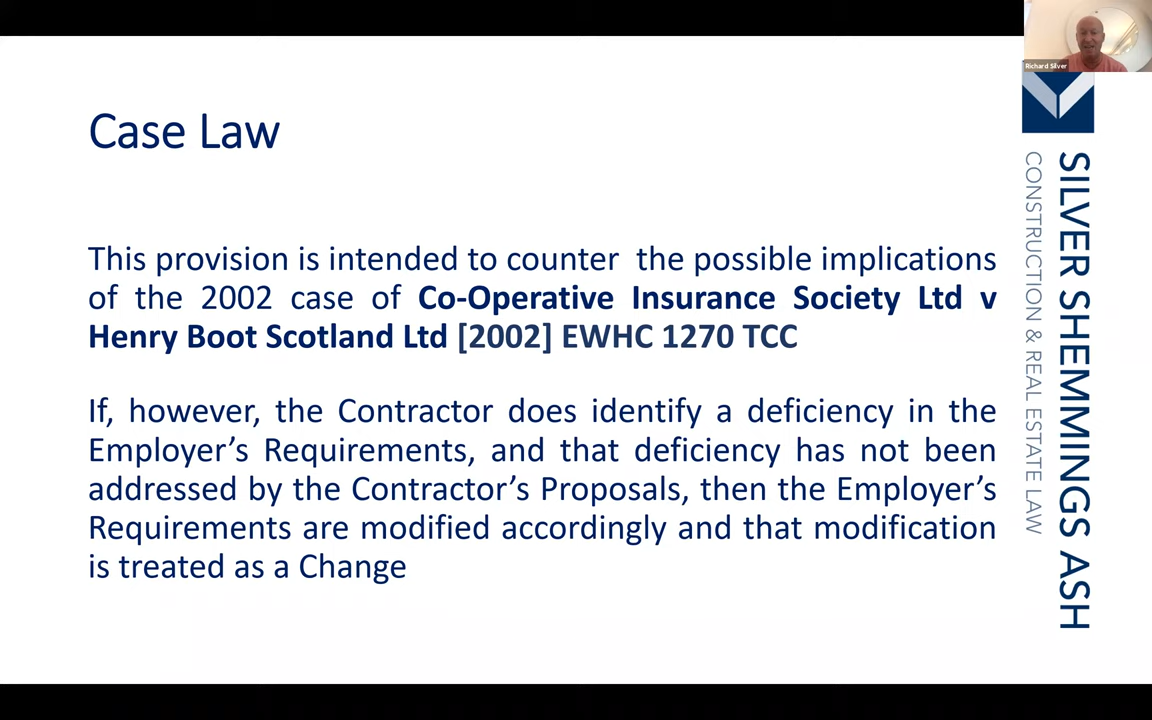 Richard Silver
Case Law
This provision is intended to counter  the possible implications
of the 2002 case of Co-Operative Insurance Society Ltd v
Henry Boot Scotland Ltd [2002] EWHC 1270 TCC
If, however, the Contractor does identify a deficiency in the
Employer’s Requirements, and that deficiency has not been
addressed by the Contractor’s Proposals, then the Employer’s
Requirements are modified accordingly and that modification
is treated as a Change
SILVER SHEMMINGS ASH
CONSTRUCTION & REAL ESTATE LAW